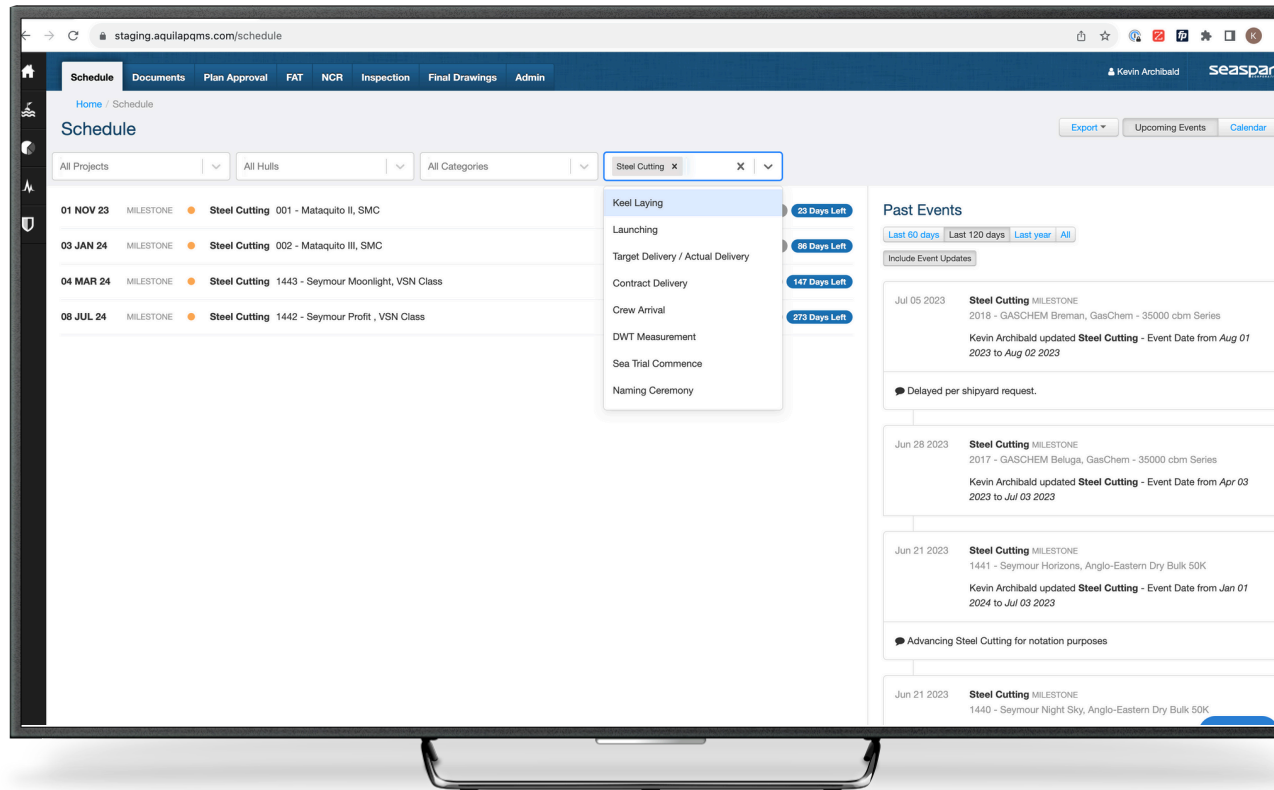 staging.aquilapqms.com/schedule
K
Schedule Documents Plan Approval FAT NCR Inspection Final Drawings Admin
Kevin Archibald
seaspan
Home / Schedule
Schedule
Export
Upcoming Events
Calendar
All Projects
All Hulls
All Categories
Steel Cutting
Keel Laying
Launching
Target Delivery / Actual Delivery
Contract Delivery
Crew Arrival
DWT Measurement
Sea Trial Commence
Naming Ceremony
01 NOV 23 MILESTONE Steel Cutting 001 - Mataquito II, SMC 23 Days Left
03 JAN 24 MILESTONE Steel Cutting 002 - Mataquito III, SMC 86 Days Left
04 MAR 24 MILESTONE Steel Cutting 1443 - Seymour Moonlight, VSN Class 147 Days Left
08 JUL 24 MILESTONE Steel Cutting 1442 - Seymour Profit , VSN Class 273 Days Left
Past Events
Last 60 days Last 120 days Last year All
Include Event Updates
Jul 05 2023 Steel Cutting MILESTONE
2018 - GASCHEM Breman, GasChem - 35000 cbm Series
Kevin Archibald updated Steel Cutting - Event Date from Aug 01
2023 to Aug 02 2023
Delayed per shipyard request.
Jun 28 2023 Steel Cutting MILESTONE
2017 - GASCHEM Beluga, GasChem - 35000 cbm Series
Kevin Archibald updated Steel Cutting - Event Date from Apr 03
2023 to Jul 03 2023
Jun 21 2023 Steel Cutting MILESTONE
1441 - Seymour Horizons, Anglo-Eastern Dry Bulk 50K
Kevin Archibald updated Steel Cutting - Event Date from Jan 01
2024 to Jul 03 2023
Advancing Steel Cutting for notation purposes
Jun 21 2023 Steel Cutting MILESTONE
1440 - Seymour Night Sky, Anglo-Eastern Dry Bulk 50K